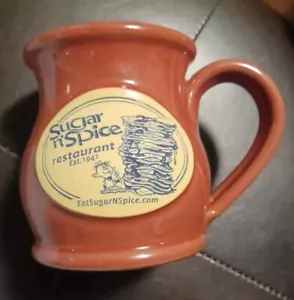 Sugar
n' Spice
restaurant
Est. 1941
EatSugarNSpice.com